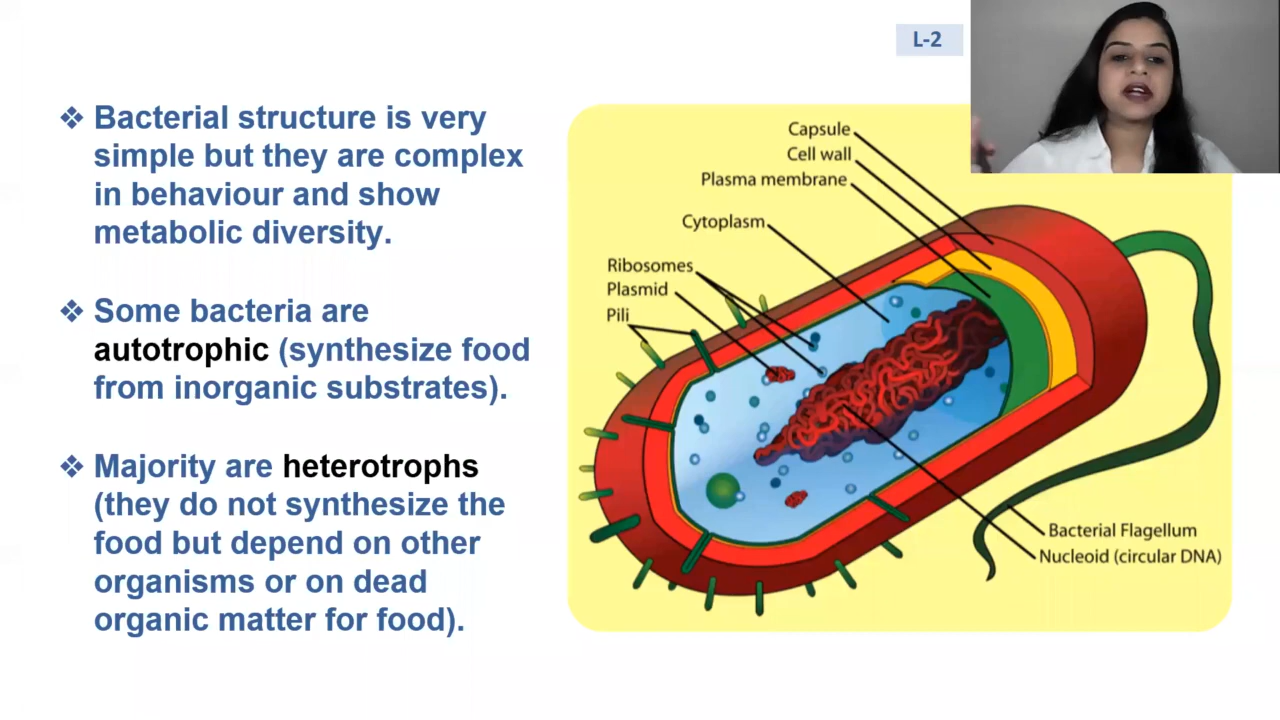 L-2
❖ Bacterial structure is very
simple but they are complex
in behaviour and show
metabolic diversity.
❖ Some bacteria are
autotrophic (synthesize food
from inorganic substrates).
❖ Majority are heterotrophs
(they do not synthesize the
food but depend on other
organisms or on dead
organic matter for food).
Capsule
Cell wall
Plasma membrane
Cytoplasm
Ribosomes
Plasmid
Pili
Bacterial Flagellum
Nucleoid (circular DNA)